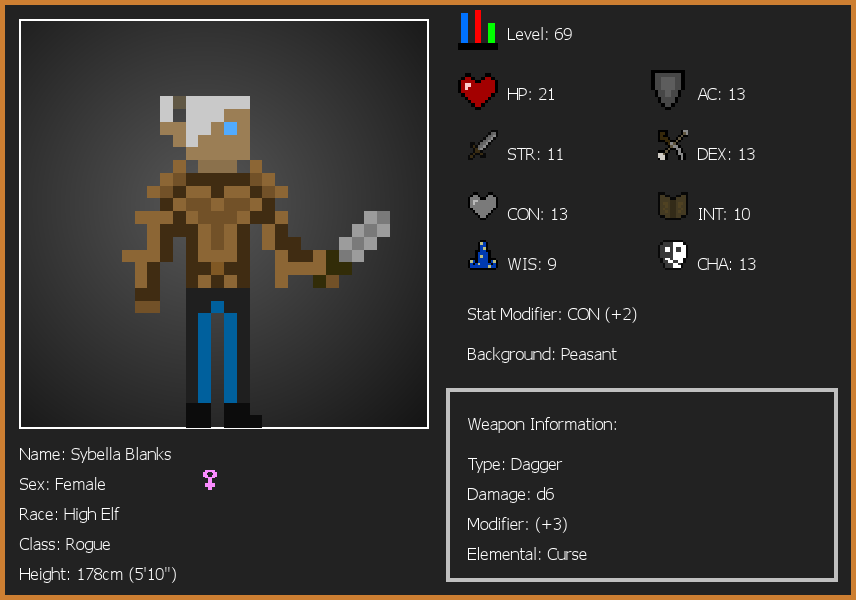 Level: 69
HP: 21
AC: 13
STR: 11
DEX: 13
CON: 13
INT: 10
WIS: 9
CHA: 13
Stat Modifier: CON (+2)
Background: Peasant
Weapon Information:
Type: Dagger
Damage: d6
Modifier: (+3)
Elemental: Curse
Name: Sybella Blanks
Sex: Female
Race: High Elf
Class: Rogue
Height: 178cm (5'10")